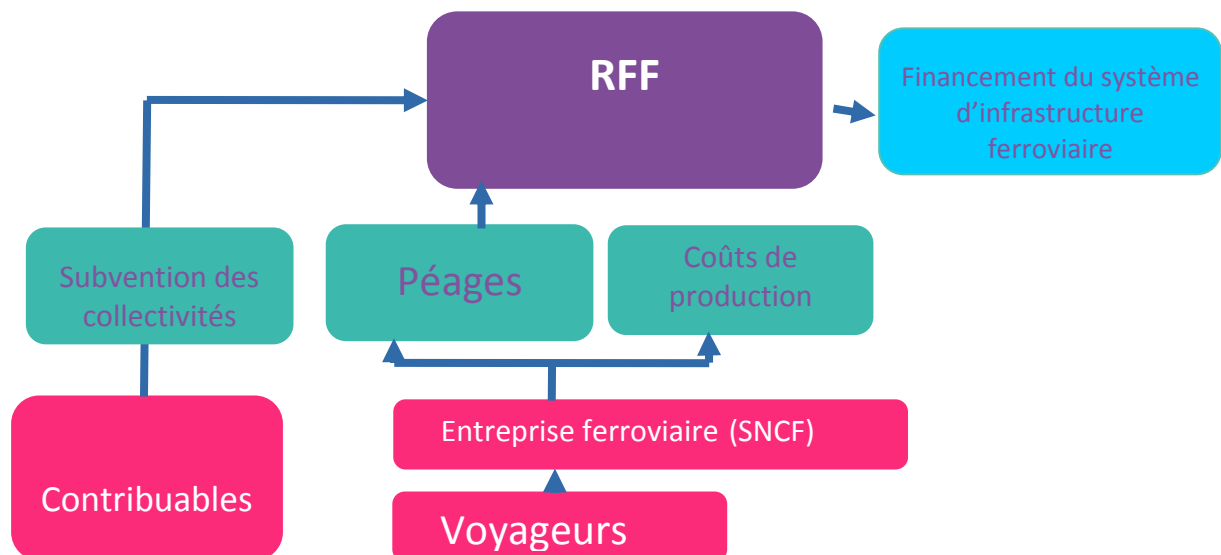 RFF
Financement du système
d’infrastructure
ferroviaire
Subvention des
collectivités
Péages
Coûts de
production
Entreprise ferroviaire (SNCF)
Contribuables
Voyageurs